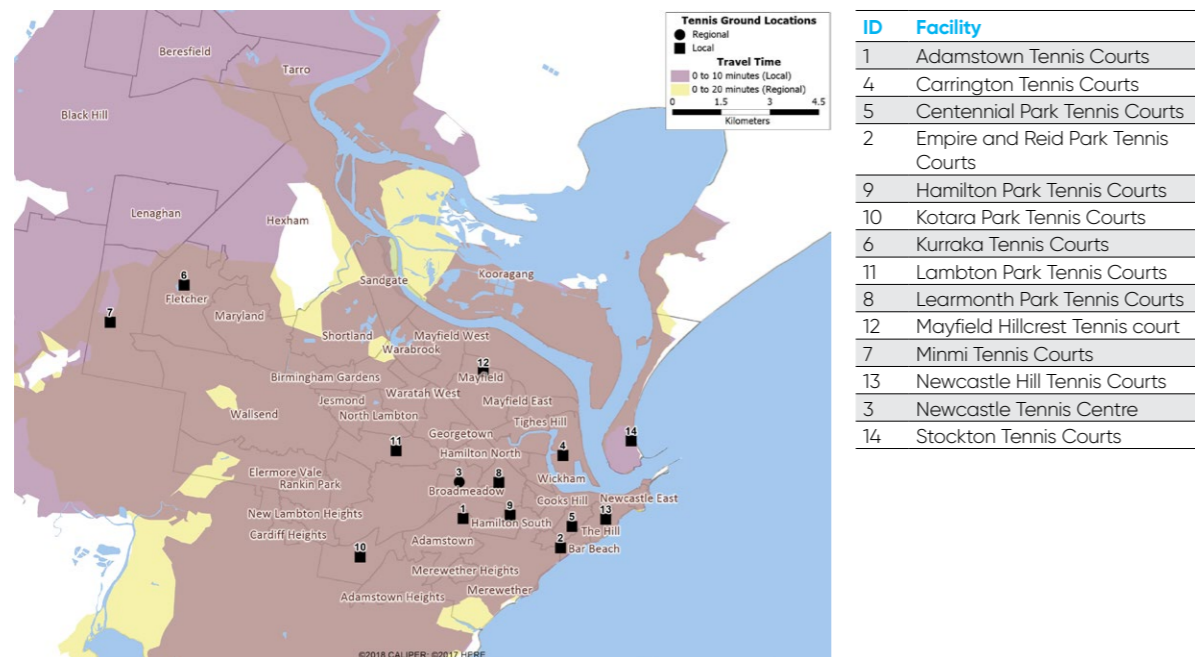 Tennis Ground Locations
Regional
Local
Travel Time
0 to 10 minutes (Local)
0 to 20 minutes (Regional)
0 1.5 3 4.5
Kilometers
Beresfield
Tarro
Black Hill
Lenaghan
Hexham
6
Fletcher
7
Maryland
Sandgate
Kooragang
Shortland
Mayfield West
Warabrook
12
Mayfield
Birmingham Gardens
Waratah West
Jesmond
Mayfield East
North Lambton
Wallsend
Tighes Hill
Georgetown
14
11
Hamilton North
4
Elermore Vale
Rankin Park
3
8
Broadmeadow
Wickham
Cooks Hill
Newcastle East
New Lambton Heights
1
9
Hamilton South
5
13
The Hill
Cardiff Heights
Adamstown
2
Bar Beach
10
Merewether Heights
Adamstown Heights
Merewether
©2018 CALIPER; ©2017 HERE
ID Facility
1 Adamstown Tennis Courts
4 Carrington Tennis Courts
5 Centennial Park Tennis Courts
2 Empire and Reid Park Tennis
Courts
9 Hamilton Park Tennis Courts
10 Kotara Park Tennis Courts
6 Kurraka Tennis Courts
11 Lambton Park Tennis Courts
8 Learmonth Park Tennis Courts
12 Mayfield Hillcrest Tennis court
7 Minmi Tennis Courts
13 Newcastle Hill Tennis Courts
3 Newcastle Tennis Centre
14 Stockton Tennis Courts